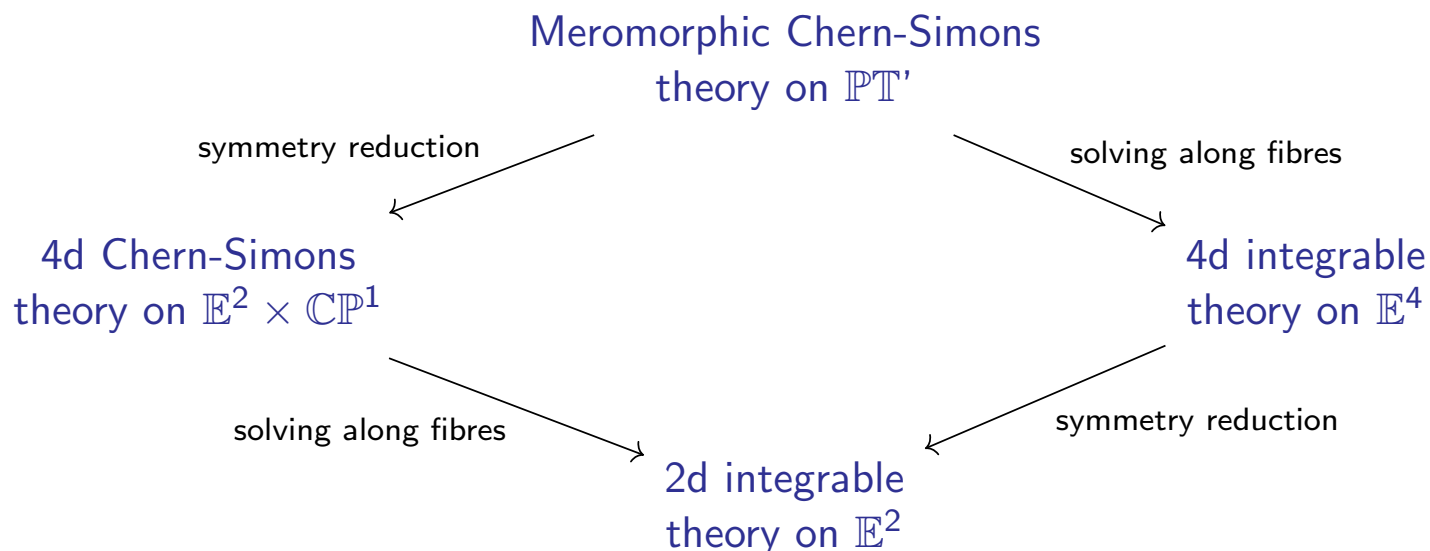 Meromorphic Chern-Simons
theory on ℙ𝕋'
symmetry reduction
solving along fibres
4d Chern-Simons
theory on 𝔼² × ℂℙ¹
4d integrable
theory on 𝔼⁴
solving along fibres
symmetry reduction
2d integrable
theory on 𝔼²